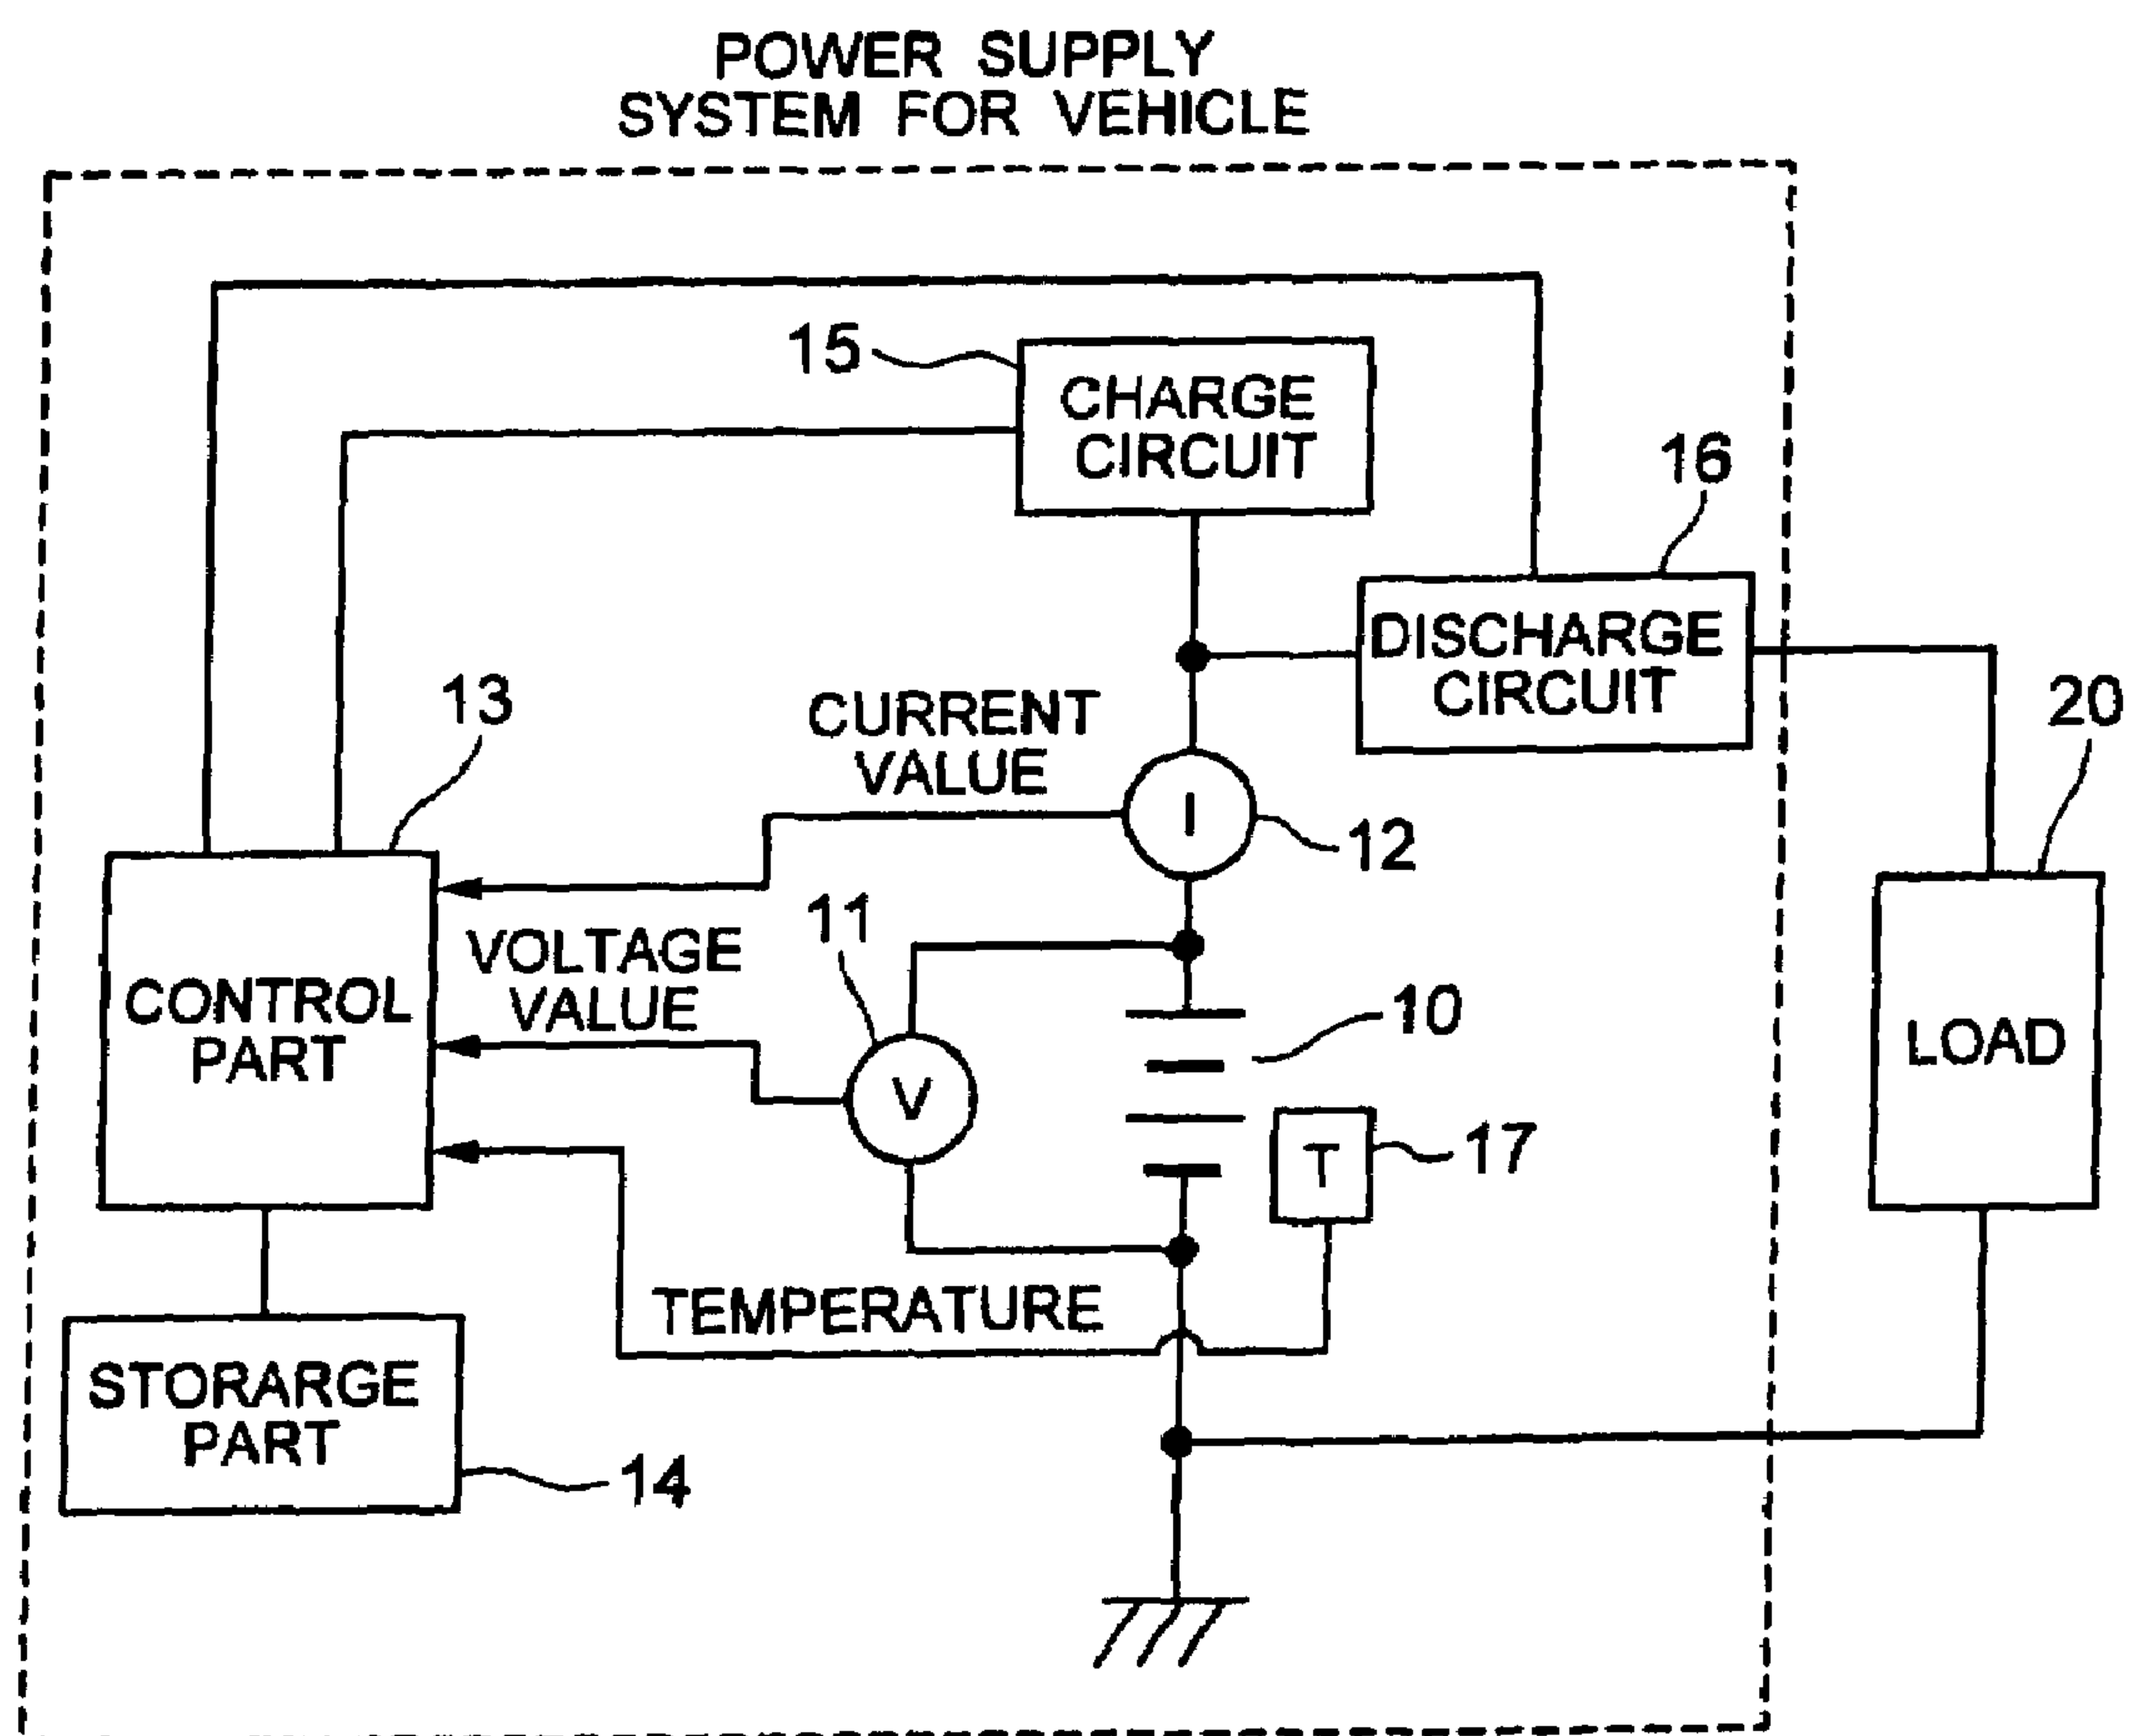 POWER SUPPLY
SYSTEM FOR VEHICLE
15
CHARGE
CIRCUIT
16
DISCHARGE
CIRCUIT
13
CURRENT
VALUE
20
I
12
11
VOLTAGE
VALUE
CONTROL
PART
10
LOAD
V
T
17
TEMPERATURE
STORARGE
PART
14